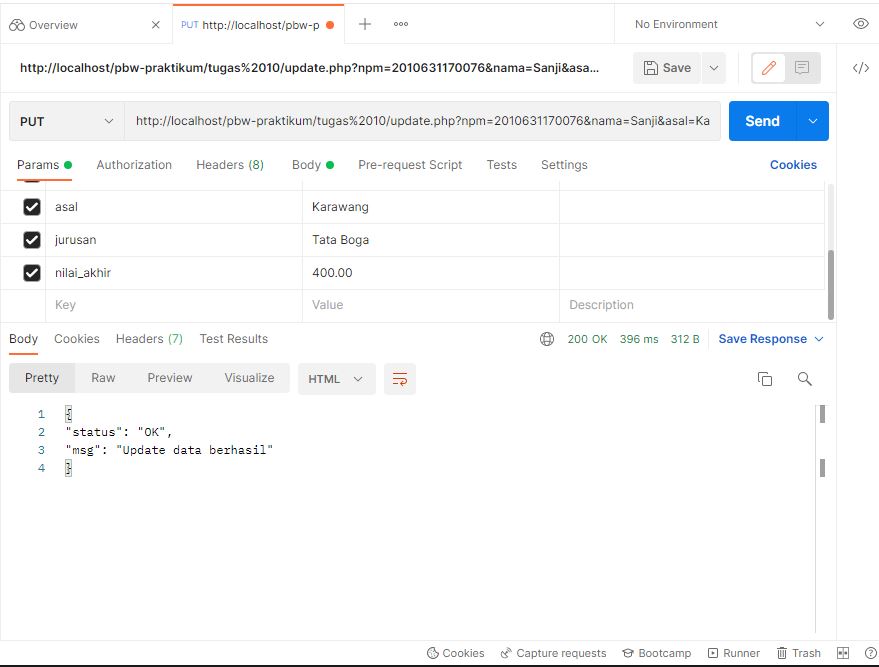 Overview
PUT http://localhost/pbw-p
No Environment
http://localhost/pbw-praktikum/tugas%2010/update.php?npm=2010631170076&nama=Sanji&asa...
Save
PUT
http://localhost/pbw-praktikum/tugas%2010/update.php?npm=2010631170076&nama=Sanji&asal=Ka
Send
Params Authorization Headers (8) Body Pre-request Script Tests Settings Cookies
asal Karawang
jurusan Tata Boga
nilai_akhir 400.00
Key Value Description
Body Cookies Headers (7) Test Results 200 OK 396 ms 312 B Save Response
Pretty Raw Preview Visualize HTML
1 {
2 "status": "OK",
3 "msg": "Update data berhasil"
4 }
Cookies Capture requests Bootcamp Runner Trash